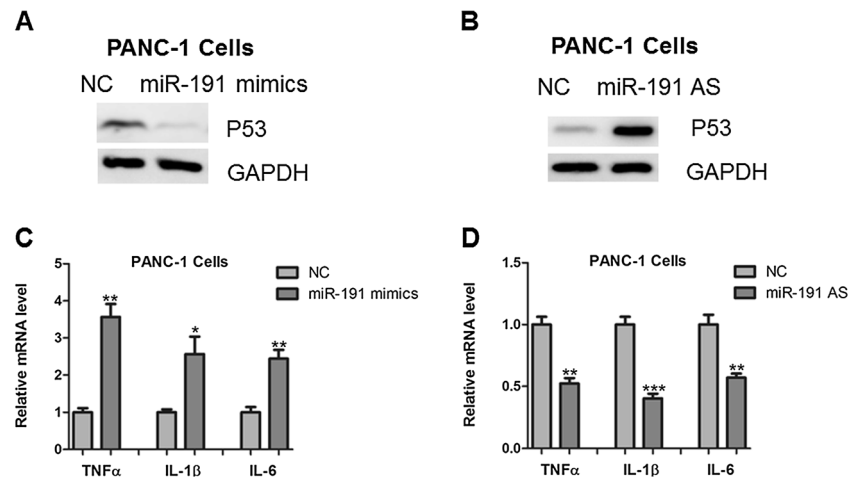 A
PANC-1 Cells
NC miR-191 mimics
P53
GAPDH
B
PANC-1 Cells
NC miR-191 AS
P53
GAPDH
C
PANC-1 Cells
NC
miR-191 mimics
Relative mRNA level
5
4
3
2
1
0
**
*
**
TNFα IL-1β IL-6
D
PANC-1 Cells
NC
miR-191 AS
Relative mRNA level
1.5
1.0
0.5
0.0
**
***
**
TNFα IL-1β IL-6